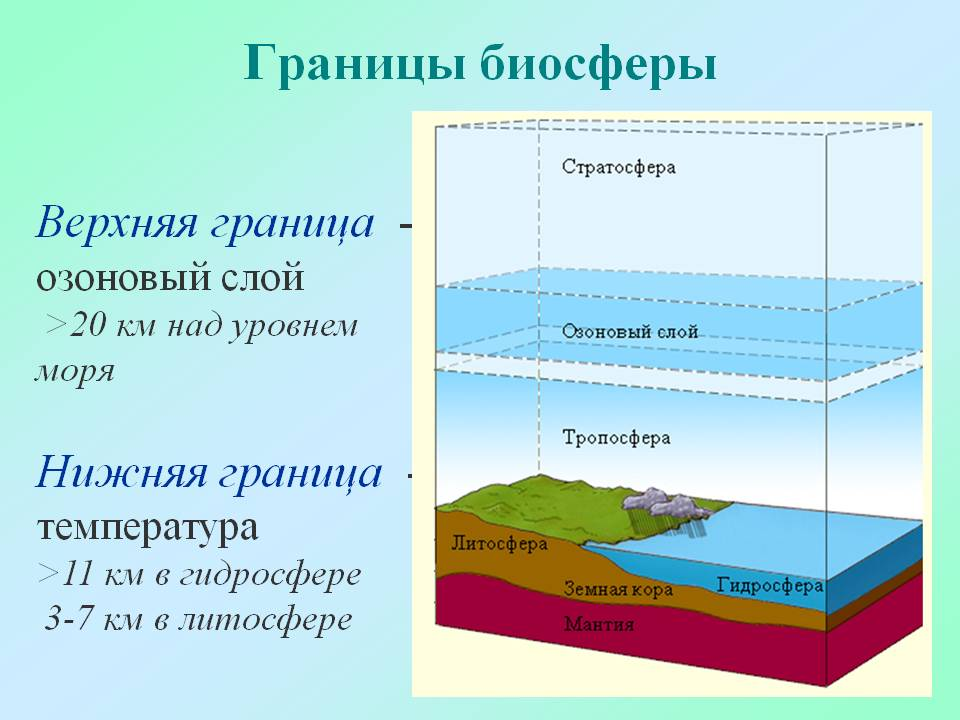 Границы биосферы
Верхняя граница -
озоновый слой
>20 км над уровнем
моря
Нижняя граница -
температура
>11 км в гидросфере
3-7 км в литосфере
Стратосфера
Озоновый слой
Тропосфера
Литосфера
Земная кора
Гидросфера
Мантия